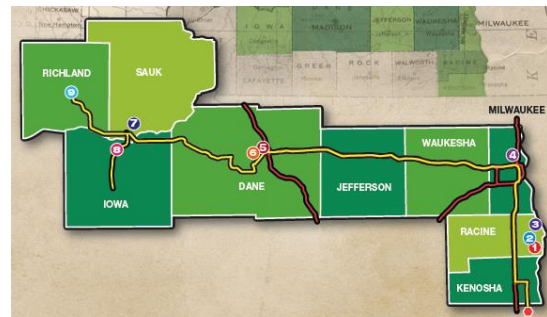 IOWA
MADISON
JEFFERSON
WAUKESHA
MILWAUKEE
GREEN
ROCK
WALWORTH
RACINE
LAFAYETTE
K E
RICHLAND
SAUK
9
7
8
IOWA
6
5
DANE
JEFFERSON
WAUKESHA
MILWAUKEE
4
RACINE
3
2
1
KENOSHA